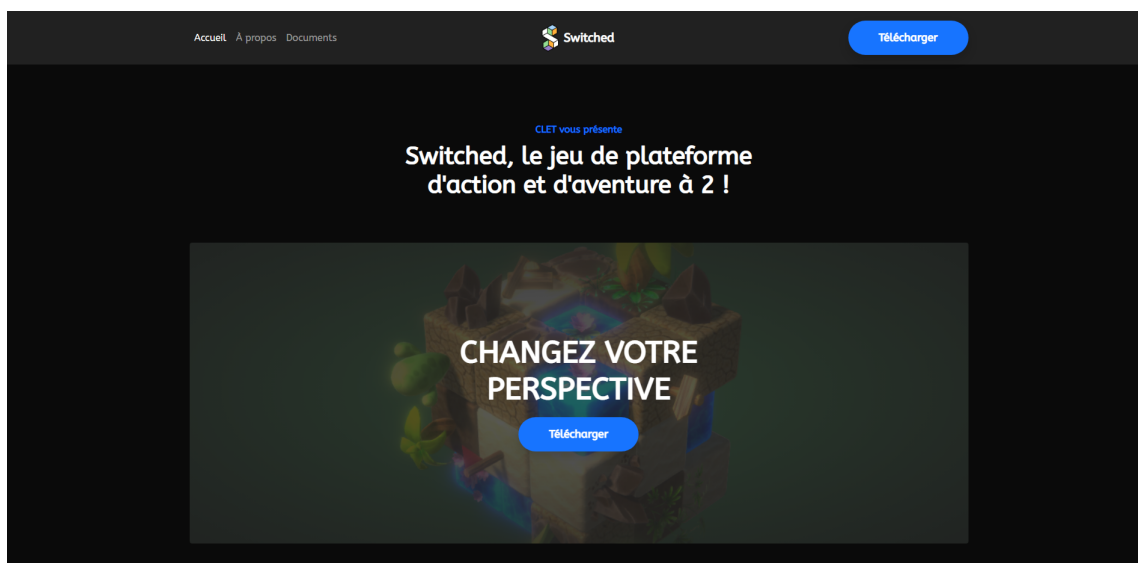 Accueil À propos Documents
Switched
Télécharger
CLET vous présente
Switched, le jeu de plateforme
d'action et d'aventure à 2 !
CHANGEZ VOTRE
PERSPECTIVE
Télécharger